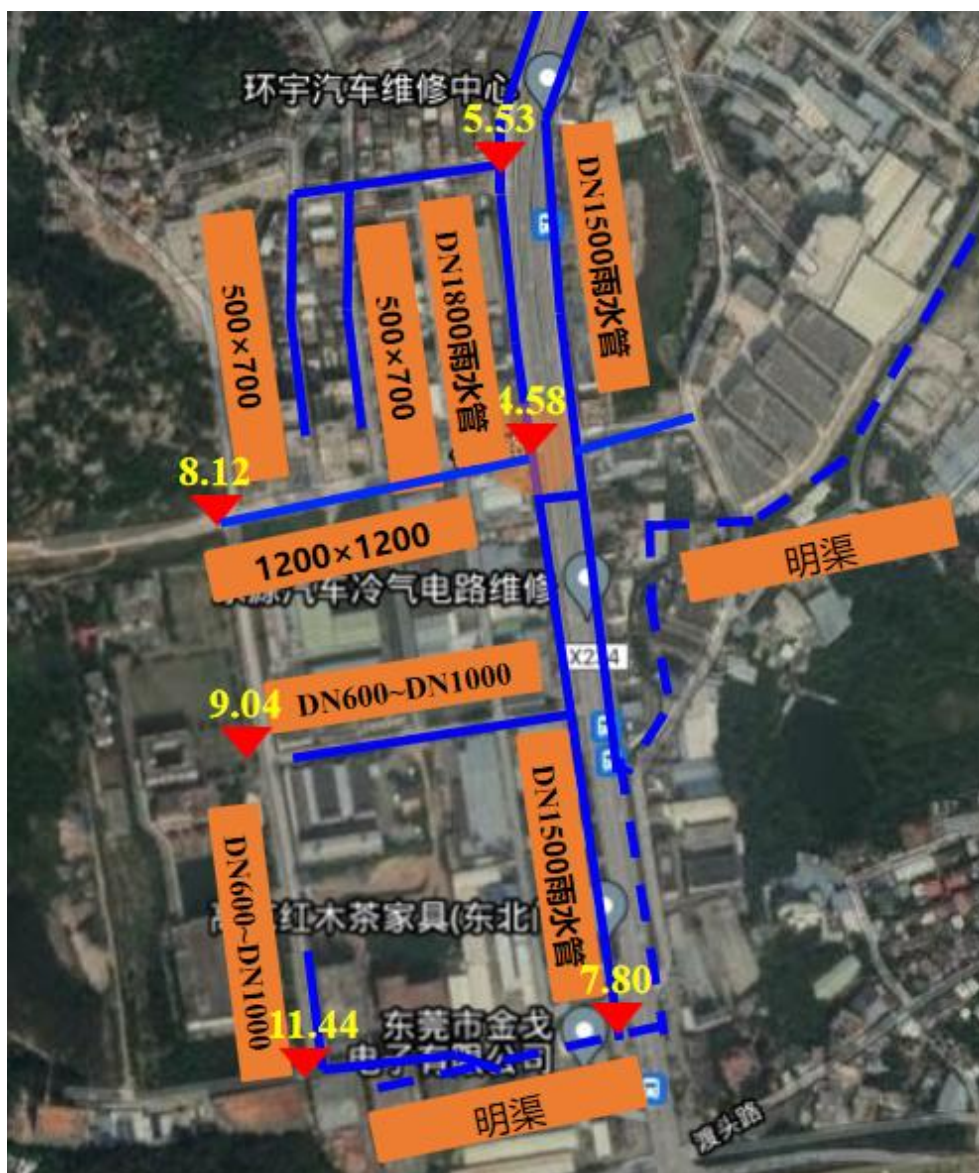 环宇汽车维修中心
5.53
DN1500雨水管
500×700
500×700
DN1800雨水管
4.58
8.12
1200×1200
明渠
汽车冷气电路维修
9.04
DN600~DN1000
DN1500雨水管
DN600~DN1000
红木茶家具(东北门
7.80
11.44
东莞市金戈
电子有限公司
明渠